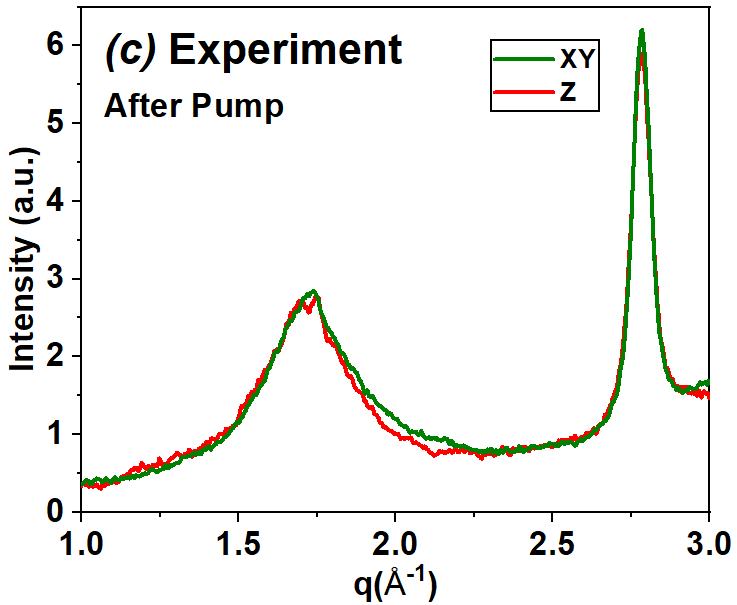 (c) Experiment
After Pump
XY
Z
Intensity (a.u.)
6
5
4
3
2
1
0
1.0 1.5 2.0 2.5 3.0
q(Å⁻¹)